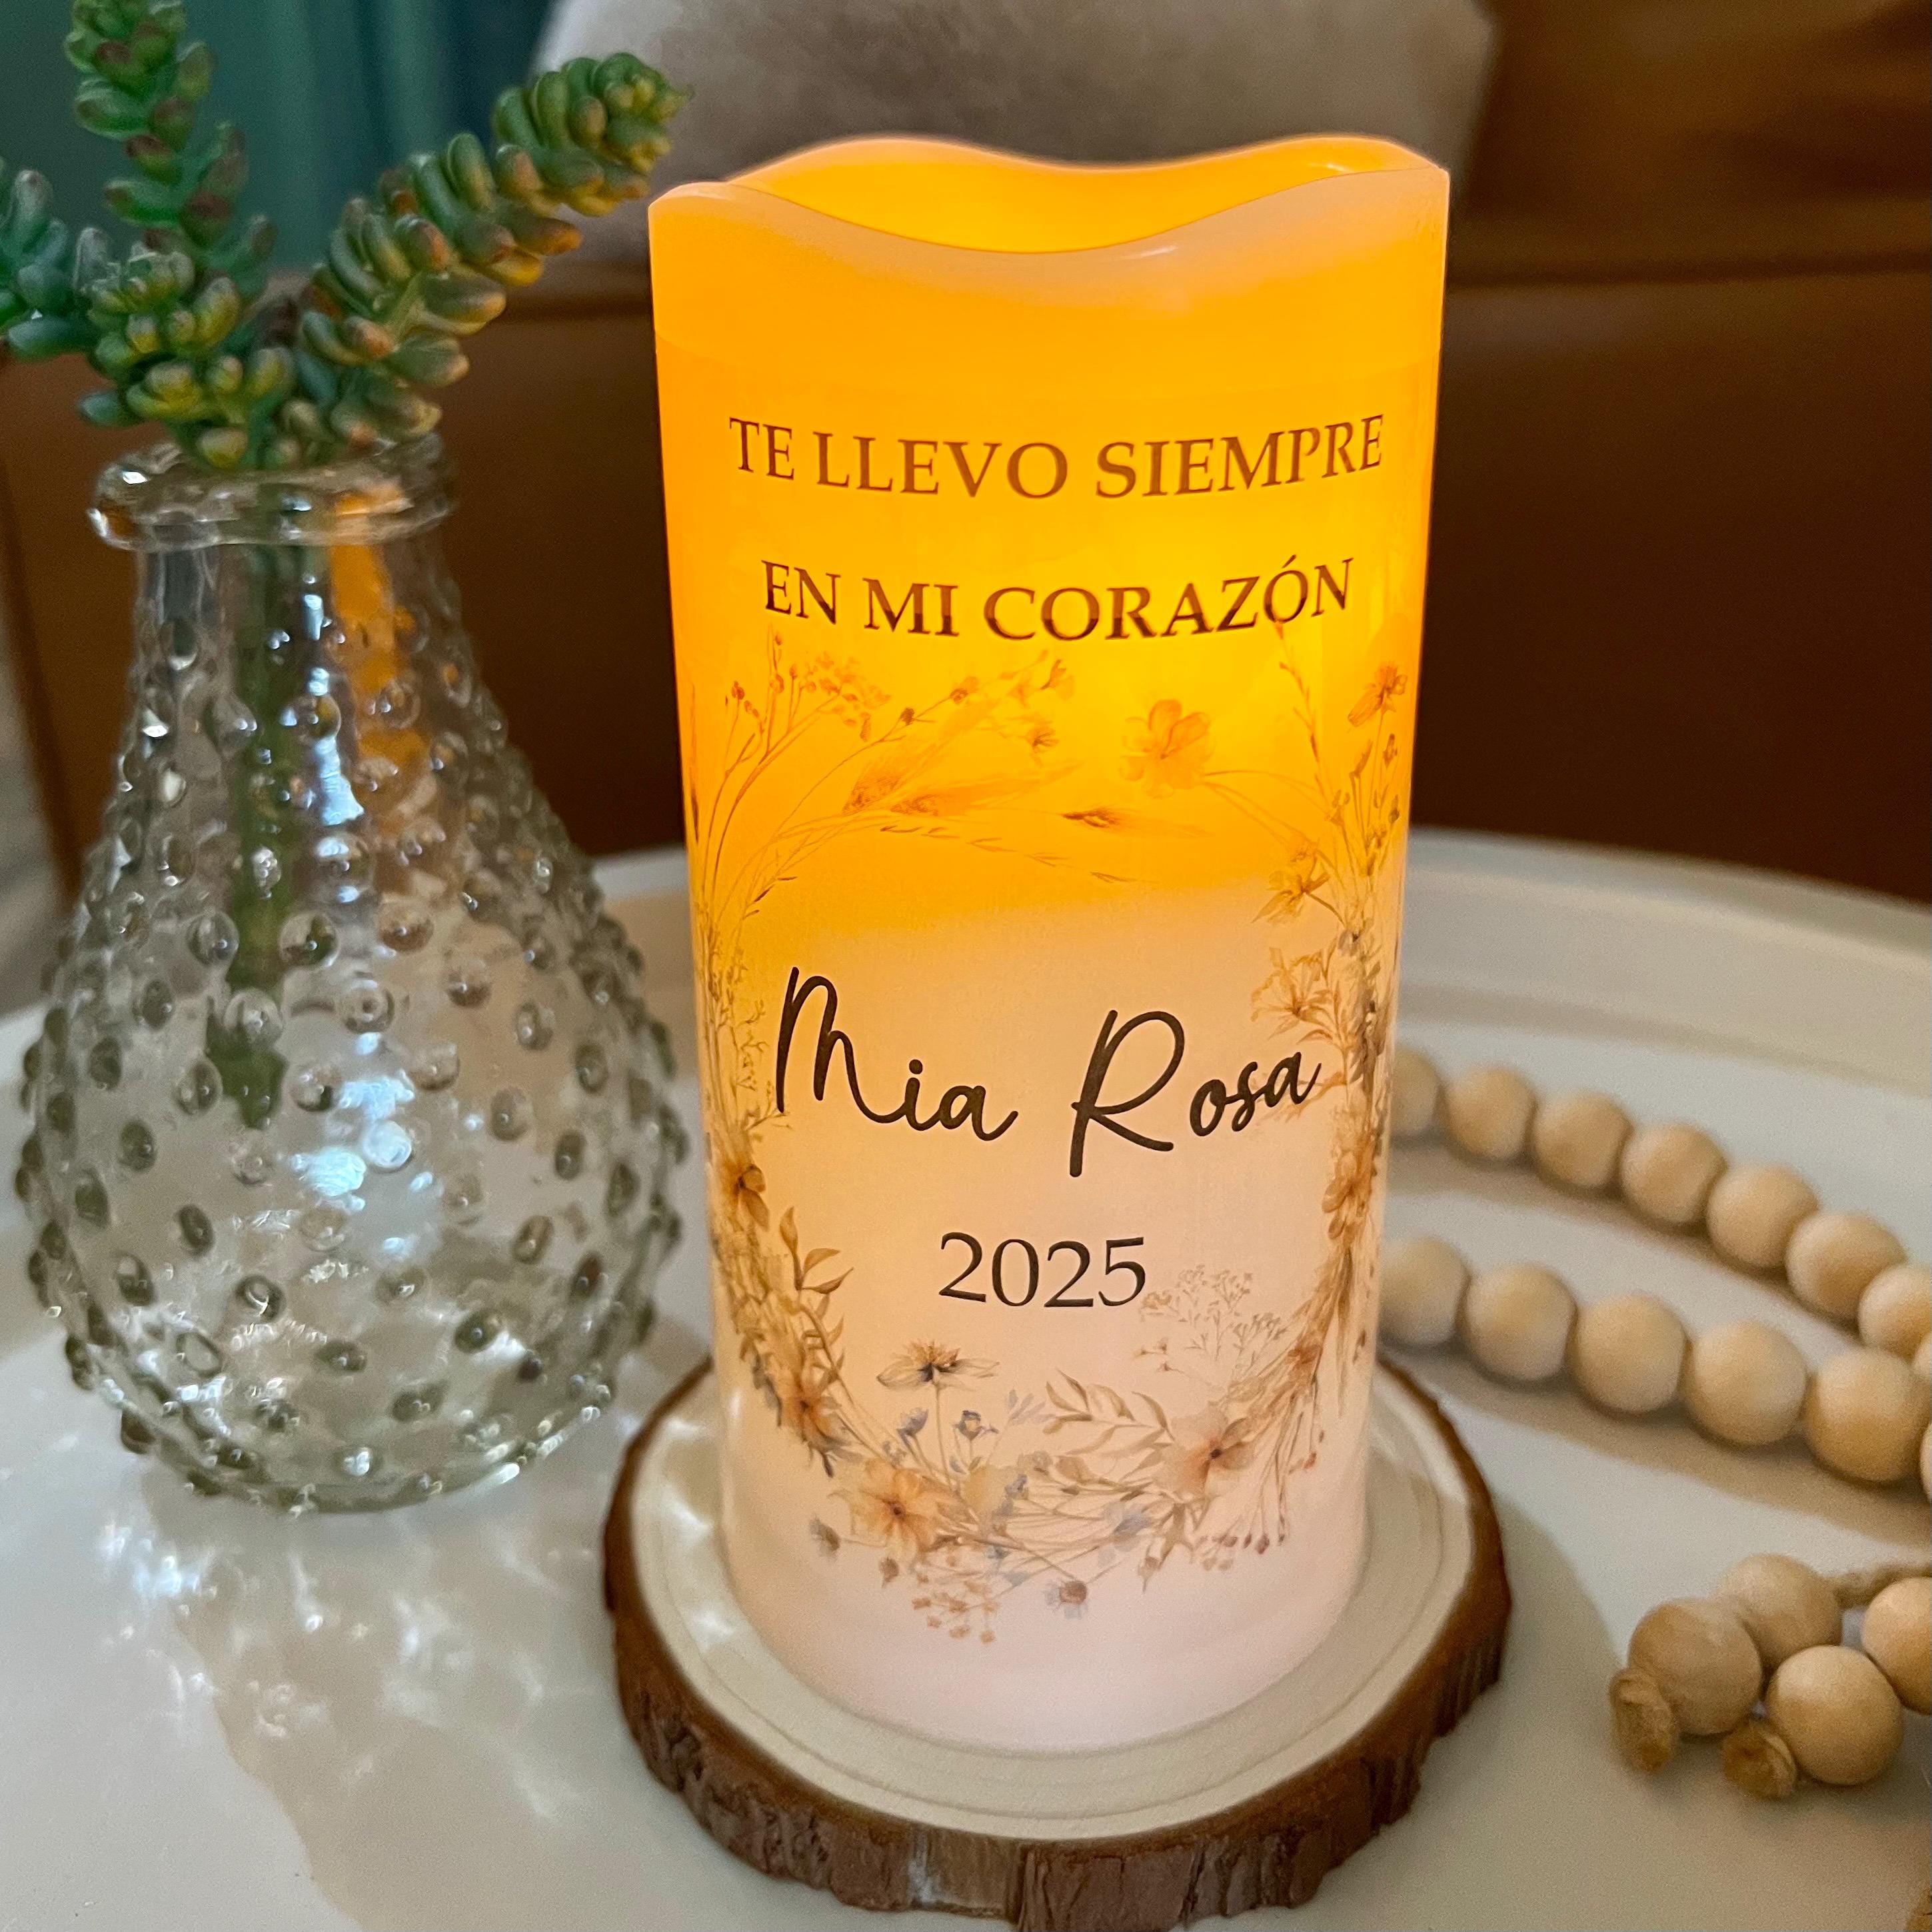 TE LLEVO SIEMPRE
EN MI CORAZÓN
Mia Rosa
2025